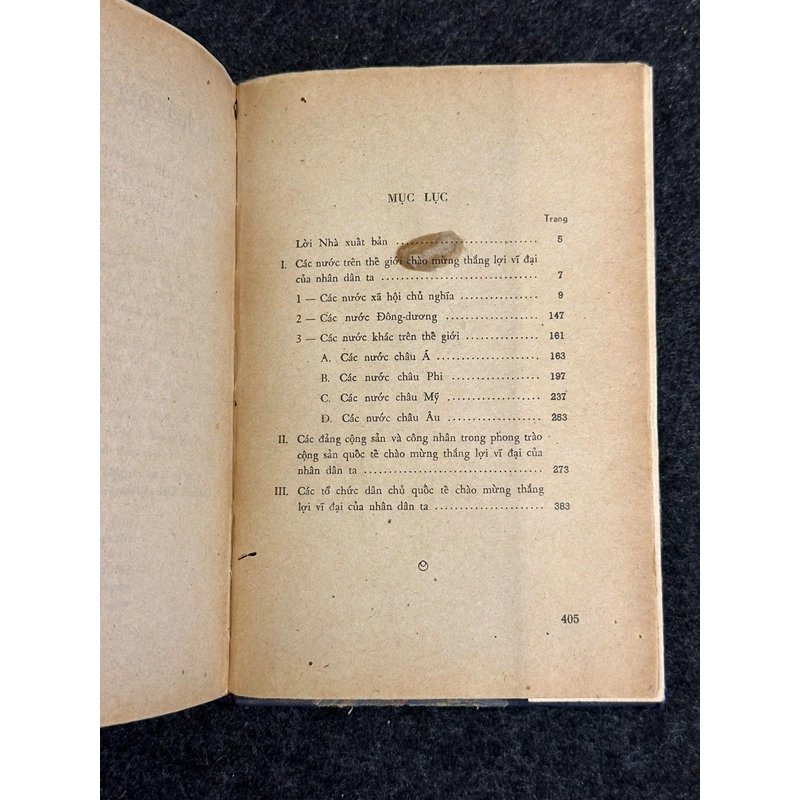 MỤC LỤC
Trang
Lời Nhà xuất bản ........................ 5
I. Các nước trên thế giới chào mừng thắng lợi vĩ đại
của nhân dân ta ........................ 7
1 — Các nước xã hội chủ nghĩa ................ 9
2 — Các nước Đông-dương .................. 147
3 — Các nước khác trên thế giới .............. 161
A. Các nước châu Á .................... 163
B. Các nước châu Phi .................. 197
C. Các nước châu Mỹ .................. 237
D. Các nước châu Âu .................. 253
II. Các đảng cộng sản và công nhân trong phong trào
cộng sản quốc tế chào mừng thắng lợi vĩ đại của
nhân dân ta ............................ 273
III. Các tổ chức dân chủ quốc tế chào mừng thắng
lợi vĩ đại của nhân dân ta ...................... 383
405